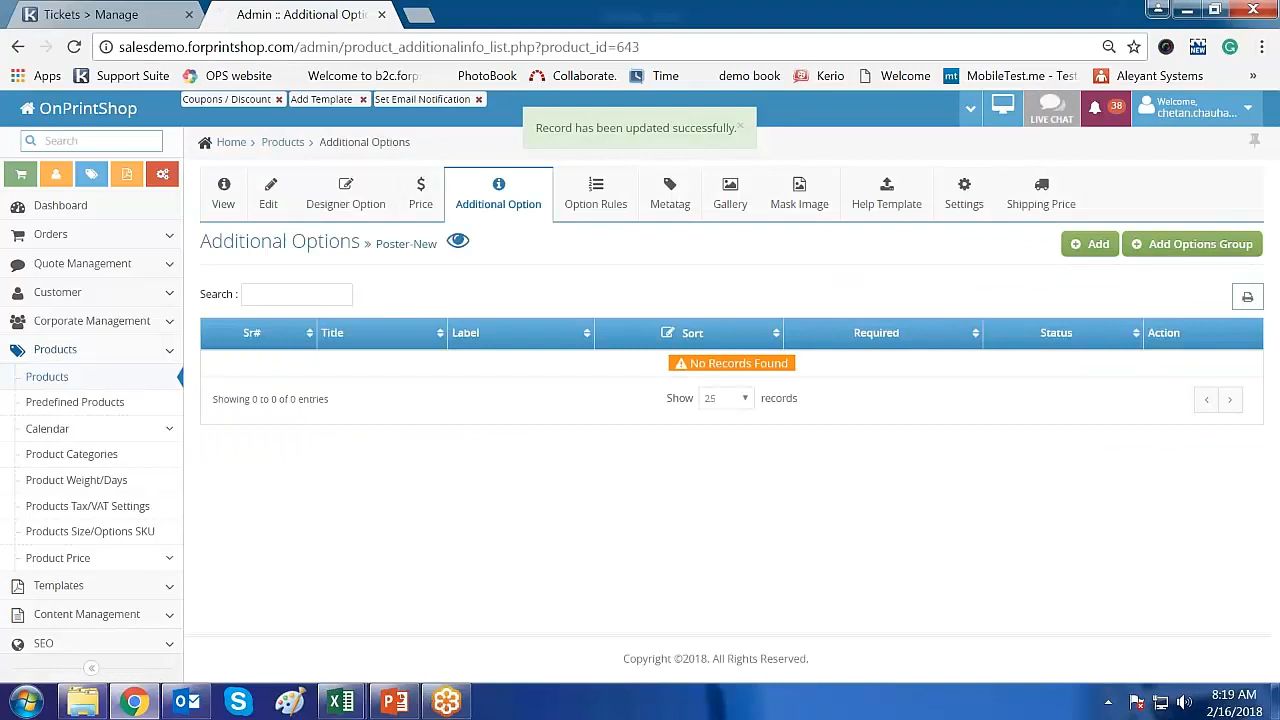 Tickets > Manage
Admin :: Additional Optic
salesdemo.forprintshop.com/admin/product_additionalinfo_list.php?product_id=643
Apps
Support Suite
OPS website
Welcome to b2c.forp
PhotoBook
Collaborate.
Time
demo book
Kerio
Welcome
MobileTest.me - Test
Aleyant Systems
»
OnPrintShop
Coupons / Discount ×
Add Template ×
Set Email Notification ×
Record has been updated successfully. ×
LIVE CHAT
38
Welcome,
chetan.chauha...
Search
Home > Products > Additional Options
View
Edit
Designer Option
Price
Additional Option
Option Rules
Metatag
Gallery
Mask Image
Help Template
Settings
Shipping Price
Dashboard
Orders
Quote Management
Customer
Corporate Management
Products
Products
Predefined Products
Calendar
Product Categories
Product Weight/Days
Products Tax/VAT Settings
Products Size/Options SKU
Product Price
Templates
Content Management
SEO
Additional Options » Poster-New
Add
Add Options Group
Search :
Sr# Title Label Sort Required Status Action
No Records Found
Showing 0 to 0 of 0 entries
Show 25 records
Copyright ©2018. All Rights Reserved.
8:19 AM
2/16/2018